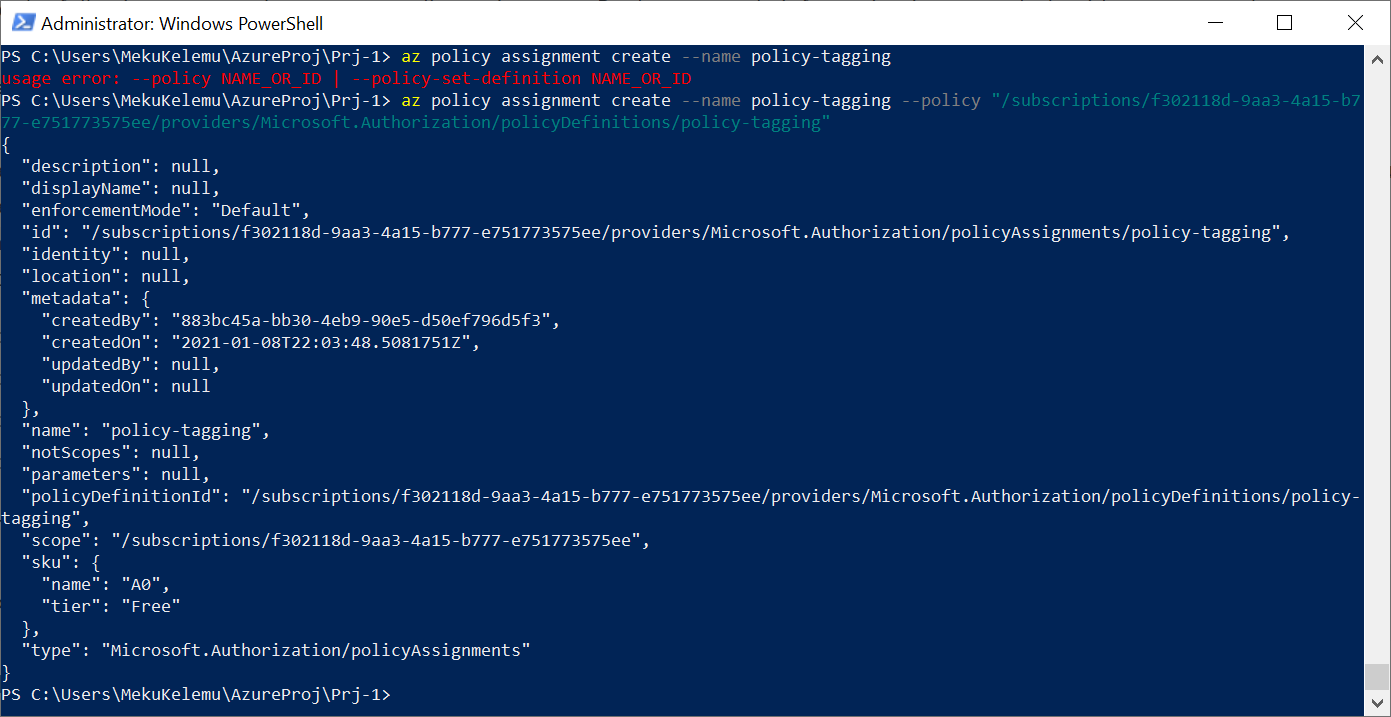 Administrator: Windows PowerShell
PS C:\Users\MekuKelemu\AzureProj\Prj-1> az policy assignment create --name policy-tagging
usage error: --policy NAME_OR_ID | --policy-set-definition NAME_OR_ID
PS C:\Users\MekuKelemu\AzureProj\Prj-1> az policy assignment create --name policy-tagging --policy "/subscriptions/f302118d-9aa3-4a15-b7
77-e751773575ee/providers/Microsoft.Authorization/policyDefinitions/policy-tagging"
{
  "description": null,
  "displayName": null,
  "enforcementMode": "Default",
  "id": "/subscriptions/f302118d-9aa3-4a15-b777-e751773575ee/providers/Microsoft.Authorization/policyAssignments/policy-tagging",
  "identity": null,
  "location": null,
  "metadata": {
    "createdBy": "883bc45a-bb30-4eb9-90e5-d50ef796d5f3",
    "createdOn": "2021-01-08T22:03:48.5081751Z",
    "updatedBy": null,
    "updatedOn": null
  },
  "name": "policy-tagging",
  "notScopes": null,
  "parameters": null,
  "policyDefinitionId": "/subscriptions/f302118d-9aa3-4a15-b777-e751773575ee/providers/Microsoft.Authorization/policyDefinitions/policy-
tagging",
  "scope": "/subscriptions/f302118d-9aa3-4a15-b777-e751773575ee",
  "sku": {
    "name": "A0",
    "tier": "Free"
  },
  "type": "Microsoft.Authorization/policyAssignments"
}
PS C:\Users\MekuKelemu\AzureProj\Prj-1>